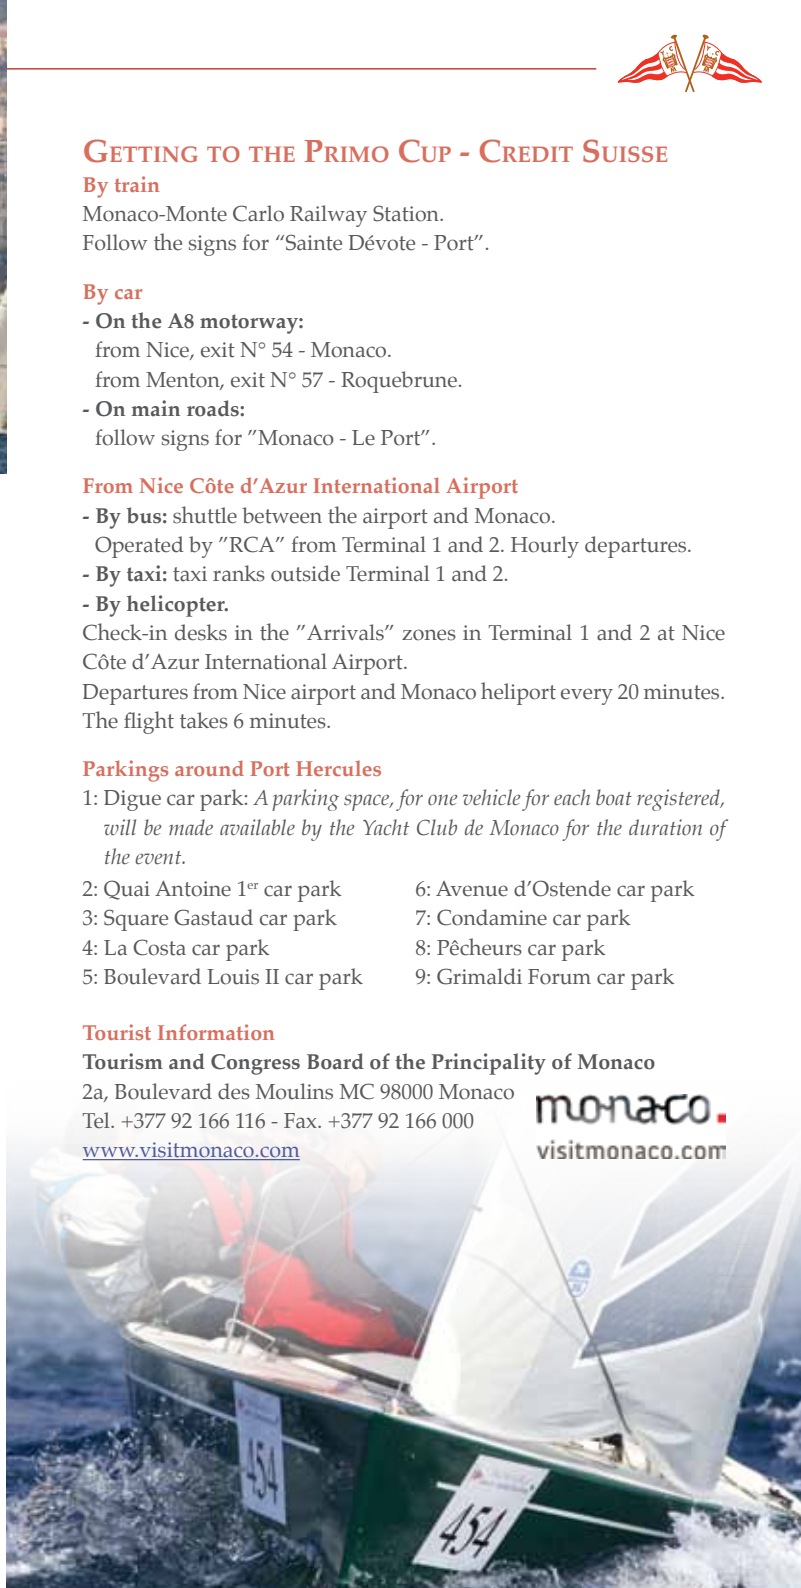 Getting to the Primo Cup - Credit Suisse
By train
Monaco-Monte Carlo Railway Station.
Follow the signs for “Sainte Dévote - Port”.
By car
- On the A8 motorway:
from Nice, exit N° 54 - Monaco.
from Menton, exit N° 57 - Roquebrune.
- On main roads:
follow signs for ”Monaco - Le Port”.
From Nice Côte d’Azur International Airport
- By bus: shuttle between the airport and Monaco.
Operated by ”RCA” from Terminal 1 and 2. Hourly departures.
- By taxi: taxi ranks outside Terminal 1 and 2.
- By helicopter.
Check-in desks in the ”Arrivals” zones in Terminal 1 and 2 at Nice
Côte d’Azur International Airport.
Departures from Nice airport and Monaco heliport every 20 minutes.
The flight takes 6 minutes.
Parkings around Port Hercules
1: Digue car park: A parking space, for one vehicle for each boat registered,
will be made available by the Yacht Club de Monaco for the duration of
the event.
2: Quai Antoine 1er car park
3: Square Gastaud car park
4: La Costa car park
5: Boulevard Louis II car park
6: Avenue d’Ostende car park
7: Condamine car park
8: Pêcheurs car park
9: Grimaldi Forum car park
Tourist Information
Tourism and Congress Board of the Principality of Monaco
2a, Boulevard des Moulins MC 98000 Monaco
Tel. +377 92 166 116 - Fax. +377 92 166 000
www.visitmonaco.com
monaco.
visitmonaco.com
454
454